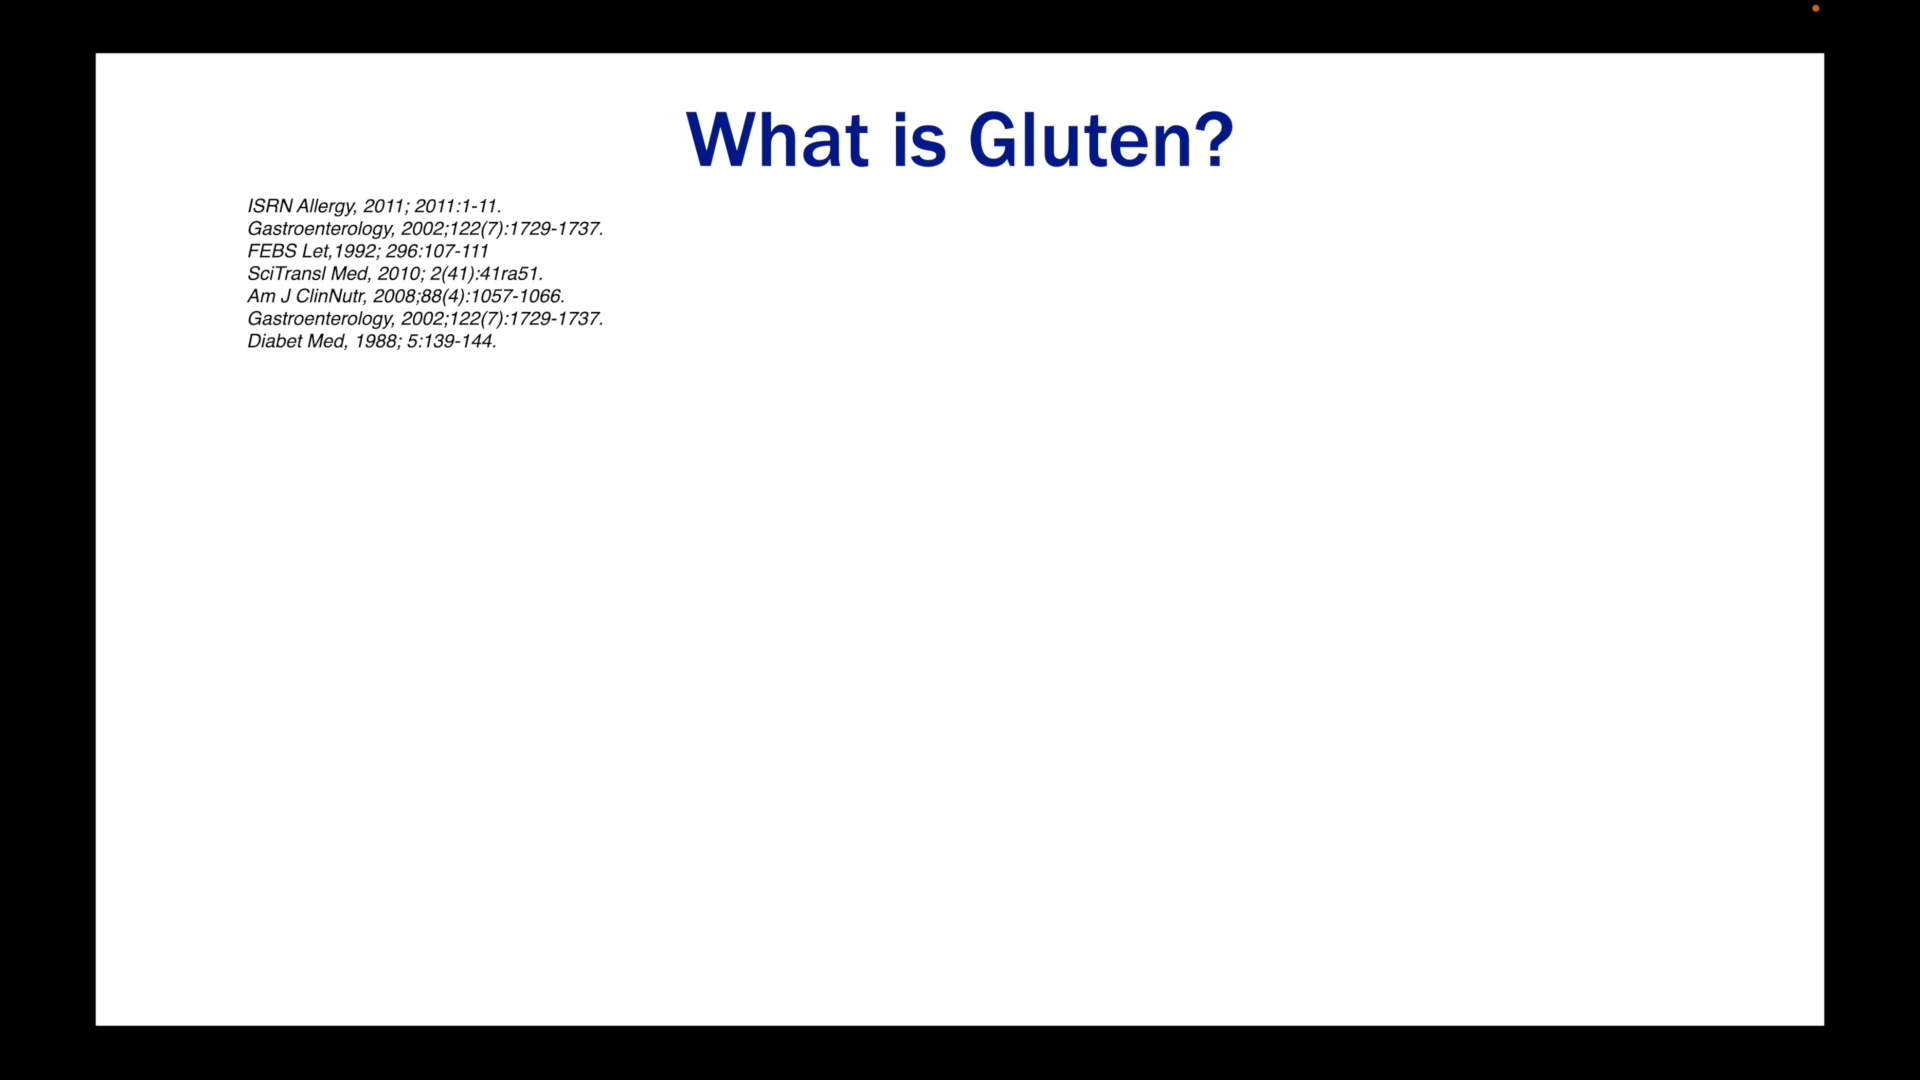 What is Gluten?
ISRN Allergy, 2011; 2011:1-11.
Gastroenterology, 2002;122(7):1729-1737.
FEBS Let,1992; 296:107-111
SciTransl Med, 2010; 2(41):41ra51.
Am J ClinNutr, 2008;88(4):1057-1066.
Gastroenterology, 2002;122(7):1729-1737.
Diabet Med, 1988; 5:139-144.